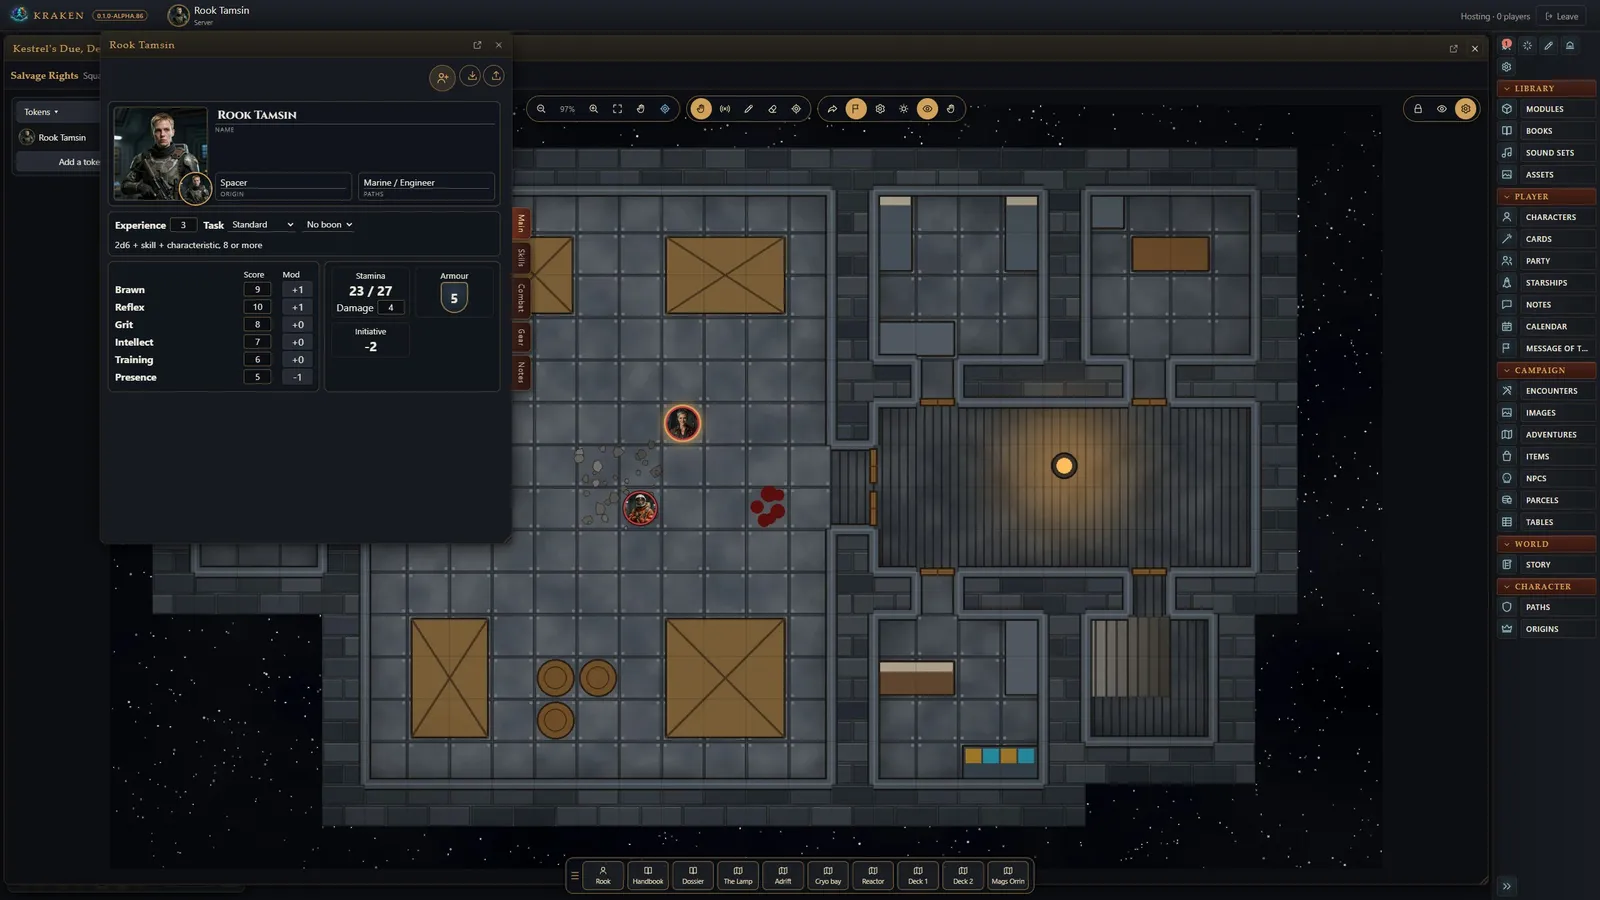 KRAKEN
0.1.0-ALPHA.86
Rook Tamsin
Server
Hosting · 0 players
Leave
Kestrel's Due, De
Salvage Rights
Squa
Tokens
Rook Tamsin
Add a toke
Rook Tamsin
Rook Tamsin
NAME
Spacer
ORIGIN
Marine / Engineer
PATHS
Experience 3 Task Standard No boon
2d6 + skill + characteristic, 8 or more
Score Mod
Brawn 9 +1
Reflex 10 +1
Grit 8 +0
Intellect 7 +0
Training 6 +0
Presence 5 -1
Stamina
23 / 27
Damage 4
Armour
5
Initiative
-2
Main
Skills
Combat
Gear
Notes
97%
1
LIBRARY
MODULES
BOOKS
SOUND SETS
ASSETS
PLAYER
CHARACTERS
CARDS
PARTY
STARSHIPS
NOTES
CALENDAR
MESSAGE OF T...
CAMPAIGN
ENCOUNTERS
IMAGES
ADVENTURES
ITEMS
NPCS
PARCELS
TABLES
WORLD
STORY
CHARACTER
PATHS
ORIGINS
Rook
Handbook
Dossier
The Lamp
Adrift
Cryo bay
Reactor
Deck 1
Deck 2
Mags Orrin